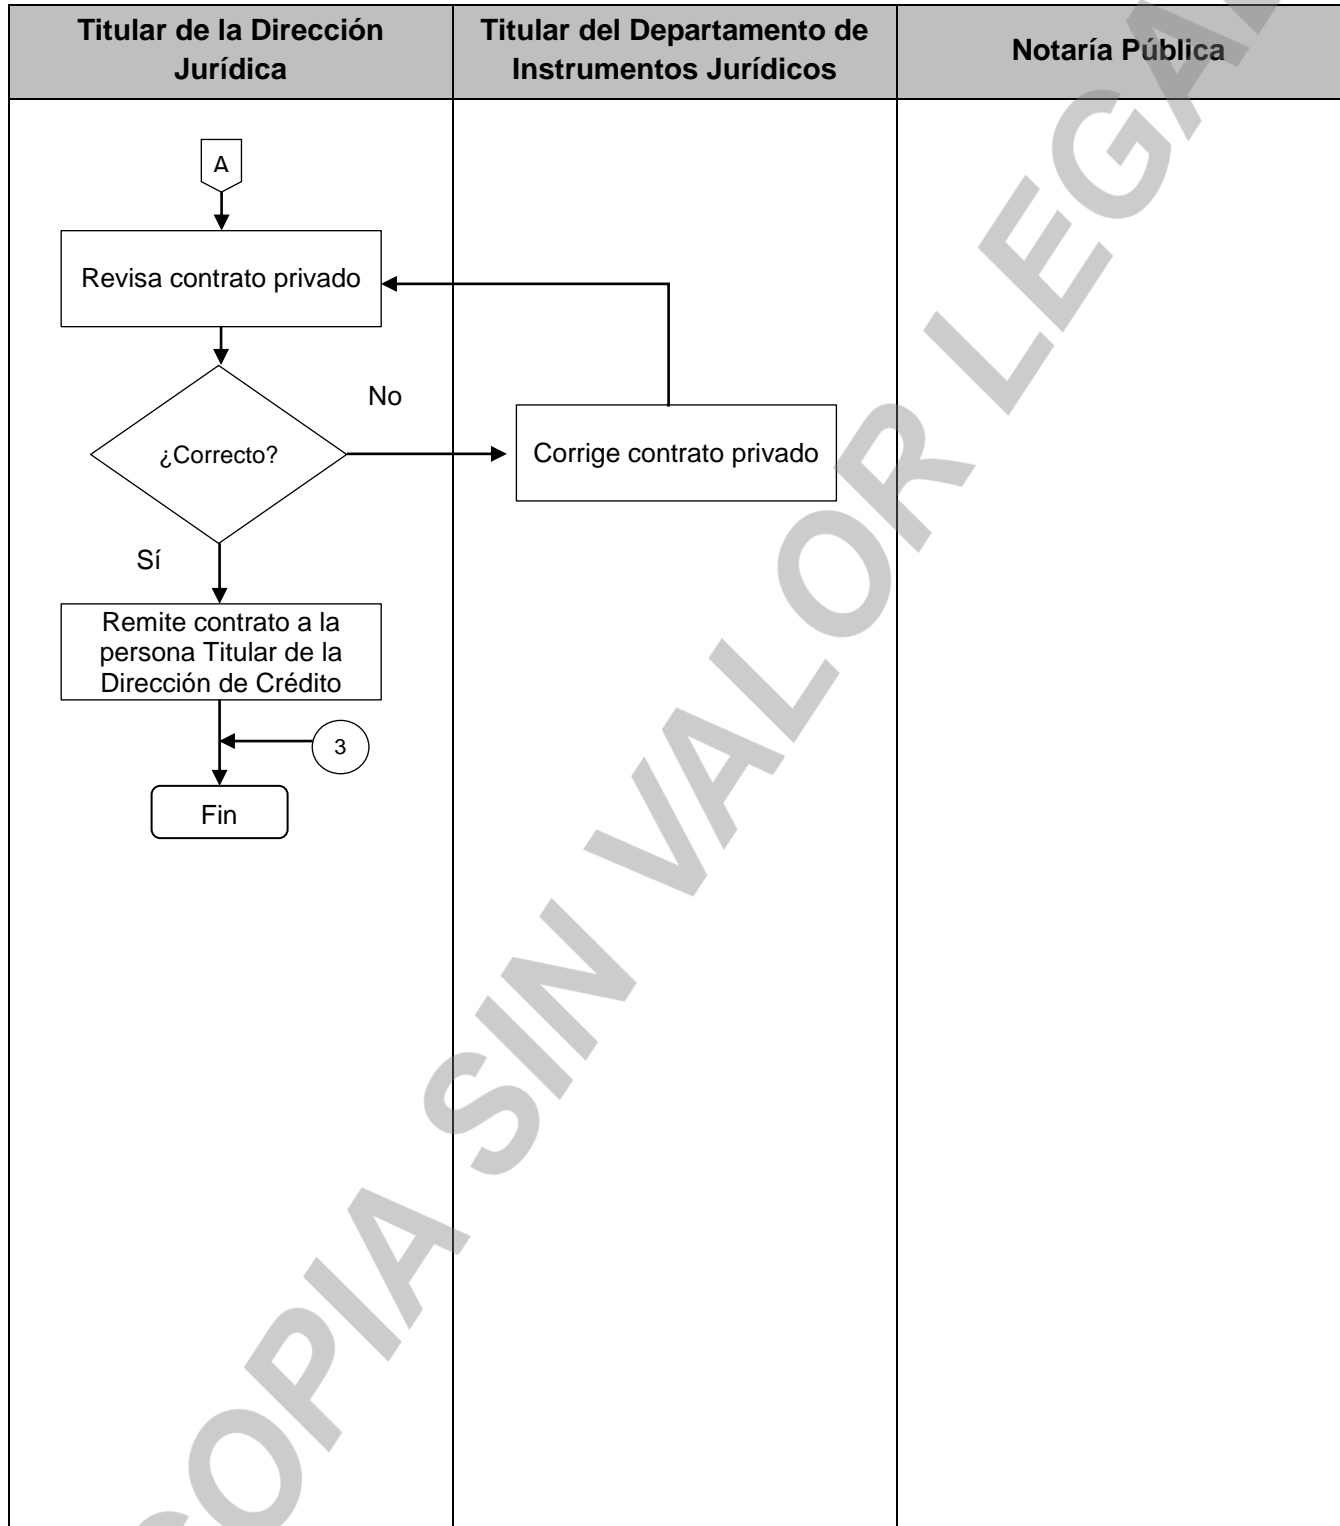 Titular de la Dirección
Jurídica
Titular del Departamento de
Instrumentos Jurídicos
Notaría Pública
A
Revisa contrato privado
No
¿Correcto?
Corrige contrato privado
Sí
Remite contrato a la
persona Titular de la
Dirección de Crédito
3
Fin
COPIA SIN VALOR LEGAL